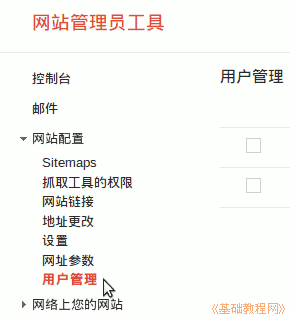 网站管理员工具
控制台
用户管理
邮件
网站配置
Sitemaps
抓取工具的权限
网站链接
地址更改
设置
网址参数
用户管理
网络上您的网站
《基础教程网》